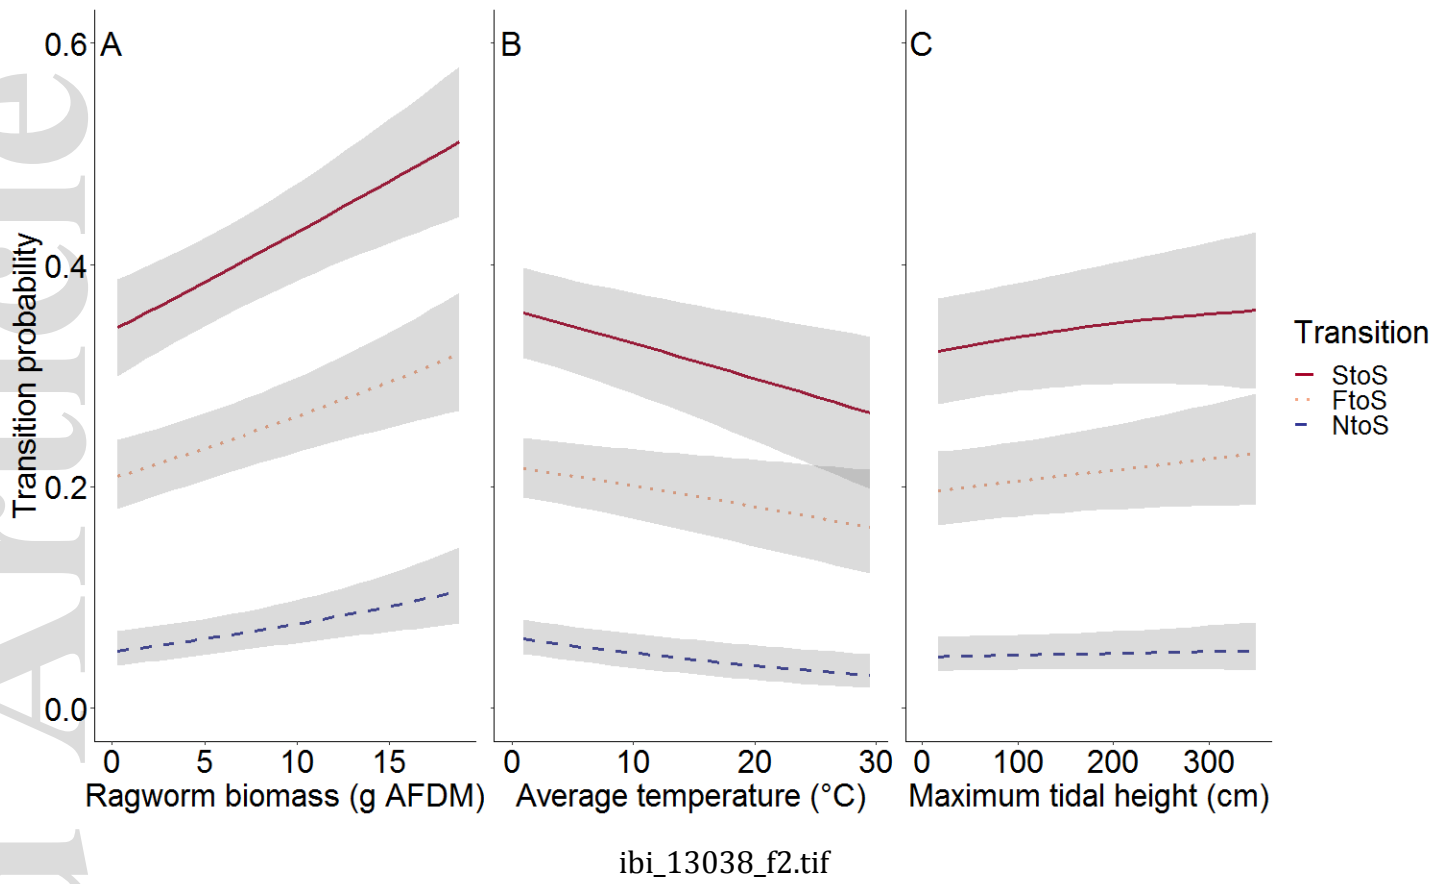 A
B
C
0.6
0.4
0.2
0.0
Transition probability
0 5 10 15
0 10 20 30
0 100 200 300
Ragworm biomass (g AFDM)
Average temperature (°C)
Maximum tidal height (cm)
Transition
StoS
FtoS
NtoS
Article
ibi_13038_f2.tif